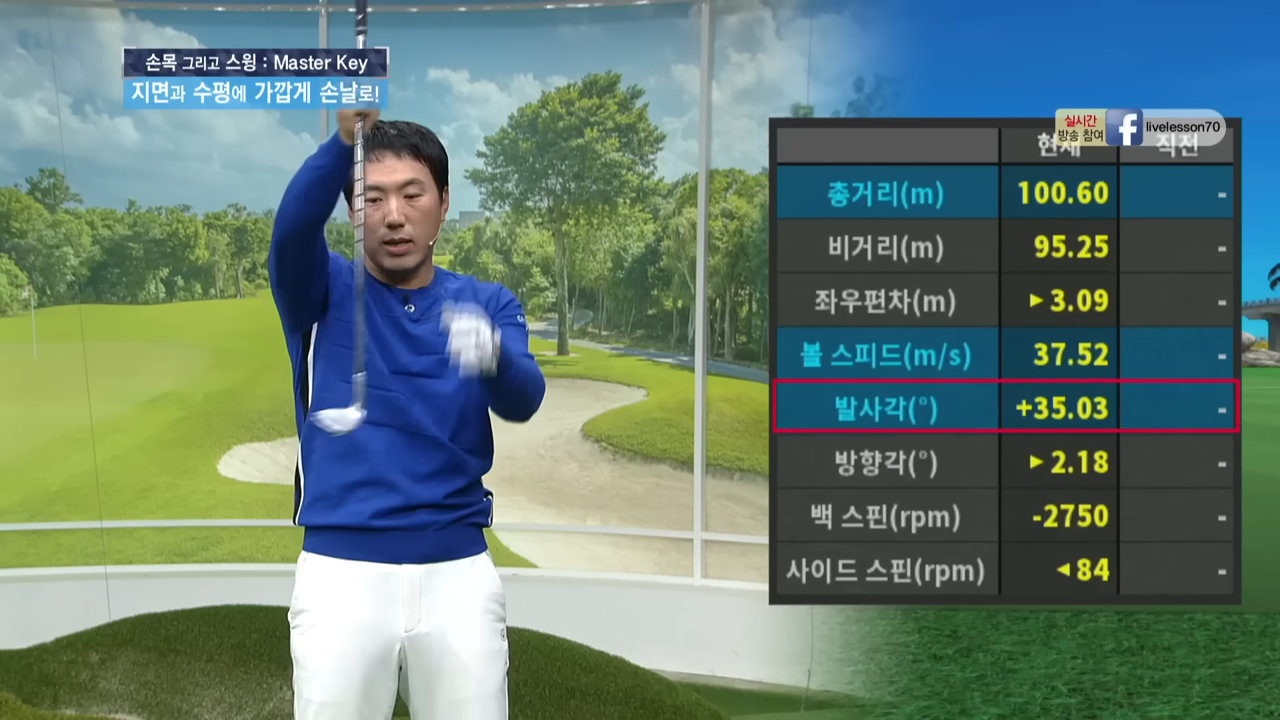 손목 그리고 스윙 : Master Key
지면과 수평에 가깝게 손날로!
실시간
방송 참여
livelesson70
현재 직전
총거리(m) 100.60 -
비거리(m) 95.25 -
좌우편차(m) ▶ 3.09 -
볼 스피드(m/s) 37.52 -
발사각(°) +35.03 -
방향각(°) ▶ 2.18 -
백 스핀(rpm) -2750 -
사이드 스핀(rpm) ◀ 84 -